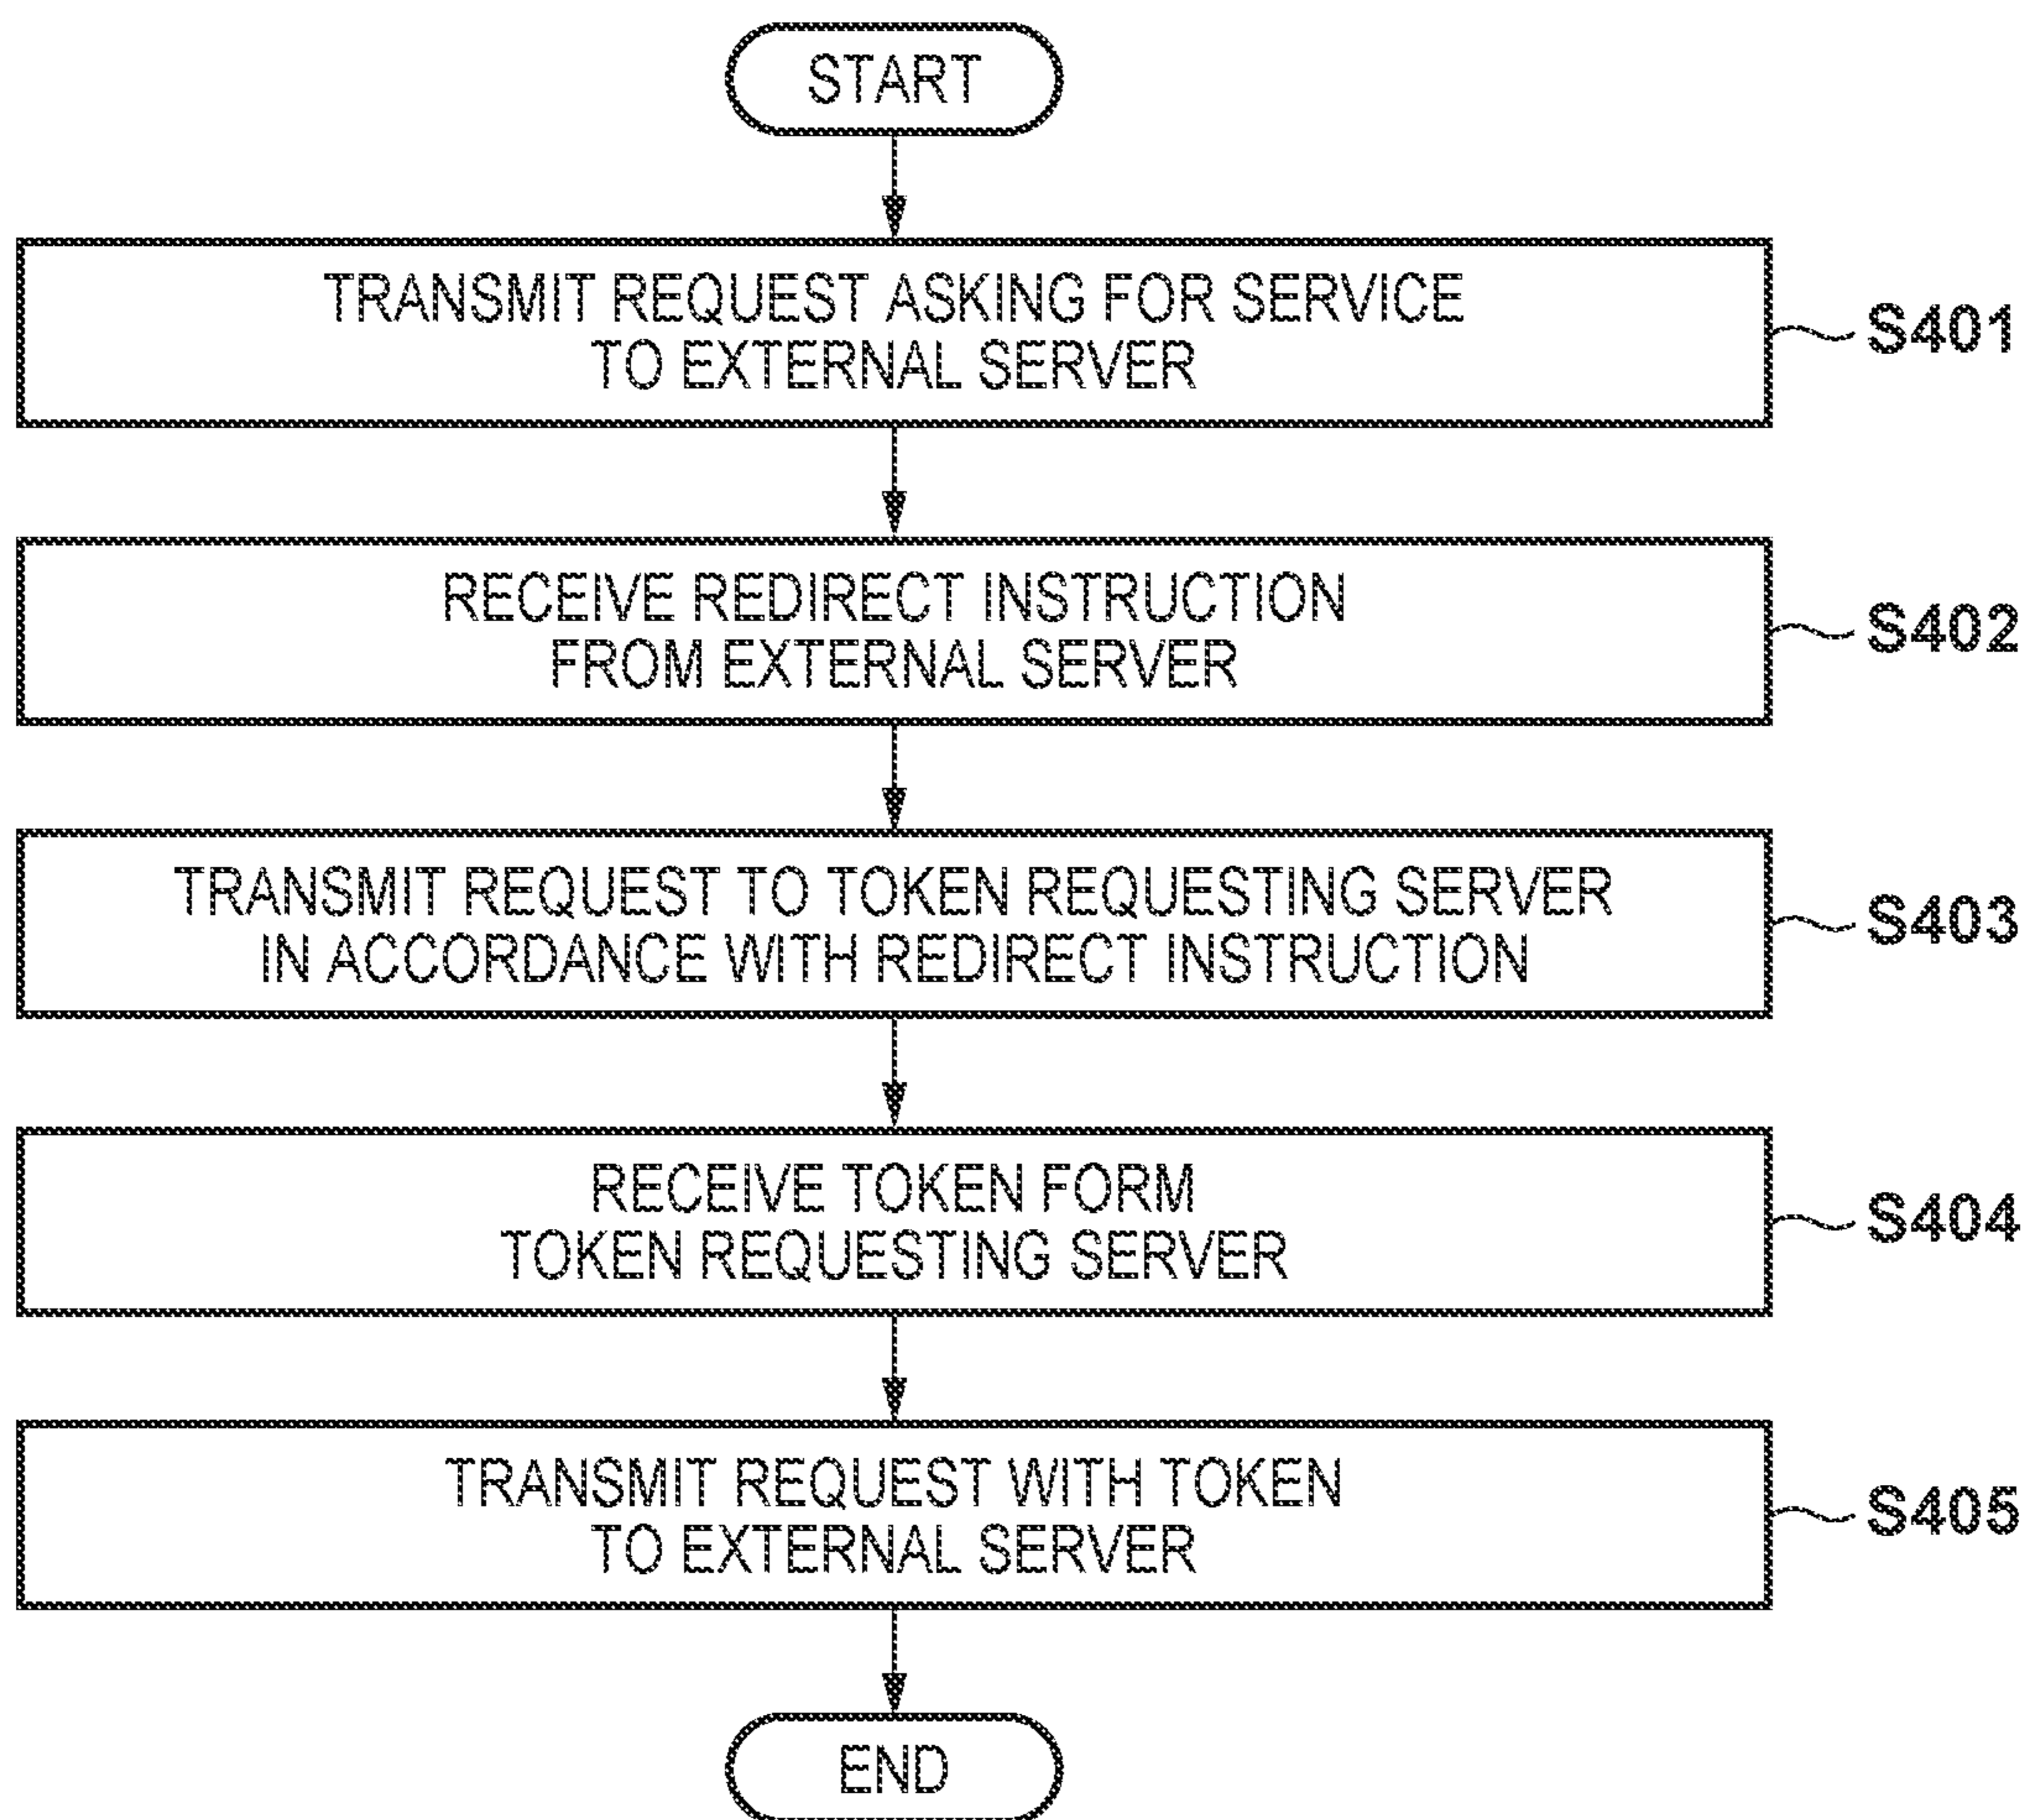 START
TRANSMIT REQUEST ASKING FOR SERVICE
TO EXTERNAL SERVER
S401
RECEIVE REDIRECT INSTRUCTION
FROM EXTERNAL SERVER
S402
TRANSMIT REQUEST TO TOKEN REQUESTING SERVER
IN ACCORDANCE WITH REDIRECT INSTRUCTION
S403
RECEIVE TOKEN FORM
TOKEN REQUESTING SERVER
S404
TRANSMIT REQUEST WITH TOKEN
TO EXTERNAL SERVER
S405
END